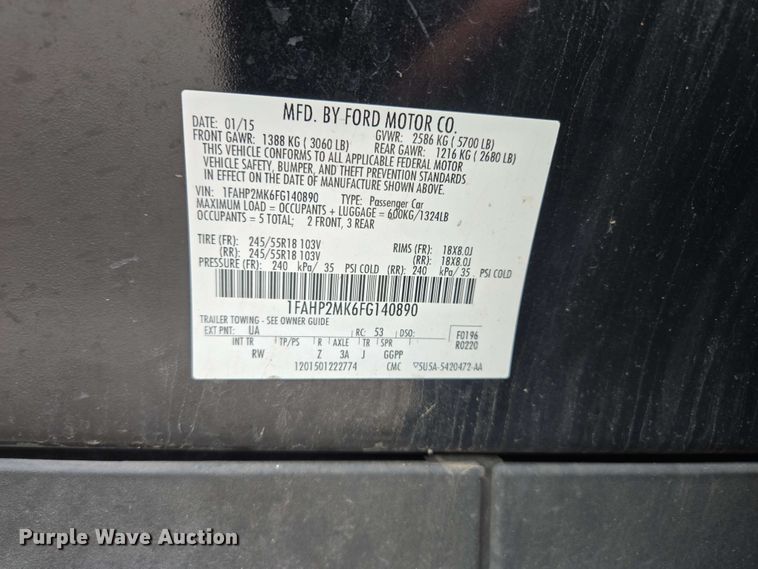 MFD. BY FORD MOTOR CO.
DATE: 01/15 GVWR: 2586 KG ( 5700 LB)
FRONT GAWR: 1388 KG ( 3060 LB) REAR GAWR: 1216 KG ( 2680 LB)
THIS VEHICLE CONFORMS TO ALL APPLICABLE FEDERAL MOTOR
VEHICLE SAFETY, BUMPER, AND THEFT PREVENTION STANDARDS
IN EFFECT ON THE DATE OF MANUFACTURE SHOWN ABOVE.
VIN: 1FAHP2MK6FG140890 TYPE: Passenger Car
MAXIMUM LOAD = OCCUPANTS + LUGGAGE = 600KG/1324LB
OCCUPANTS = 5 TOTAL; 2 FRONT, 3 REAR
TIRE (FR): 245/55R18 103V RIMS (FR): 18X8.0J
(RR): 245/55R18 103V (RR): 18X8.0J
PRESSURE (FR): 240 kPa/ 35 PSI COLD (RR): 240 kPa/ 35 PSI COLD
1FAHP2MK6FG140890
TRAILER TOWING - SEE OWNER GUIDE
EXT PNT: UA RC: 53 DSO: F0196
INT TR TP/PS R AXLE TR SPR R0220
RW Z 3A J GGPP
1201501222774 CMC 5U5A-5420472-AA
Purple Wave Auction